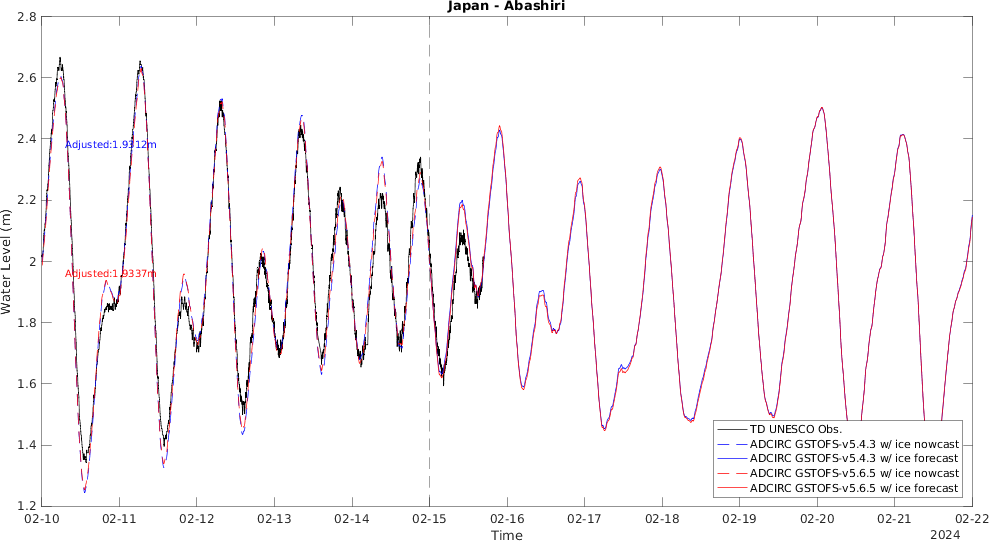 Japan - Abashiri
Water Level (m)
2.8
2.6
2.4
2.2
2
1.8
1.6
1.4
1.2
Adjusted:1.9312m
Adjusted:1.9337m
TD UNESCO Obs.
ADCIRC GSTOFS-v5.4.3 w/ ice nowcast
ADCIRC GSTOFS-v5.4.3 w/ ice forecast
ADCIRC GSTOFS-v5.6.5 w/ ice nowcast
ADCIRC GSTOFS-v5.6.5 w/ ice forecast
02-10 02-11 02-12 02-13 02-14 02-15 02-16 02-17 02-18 02-19 02-20 02-21 02-22
Time
2024